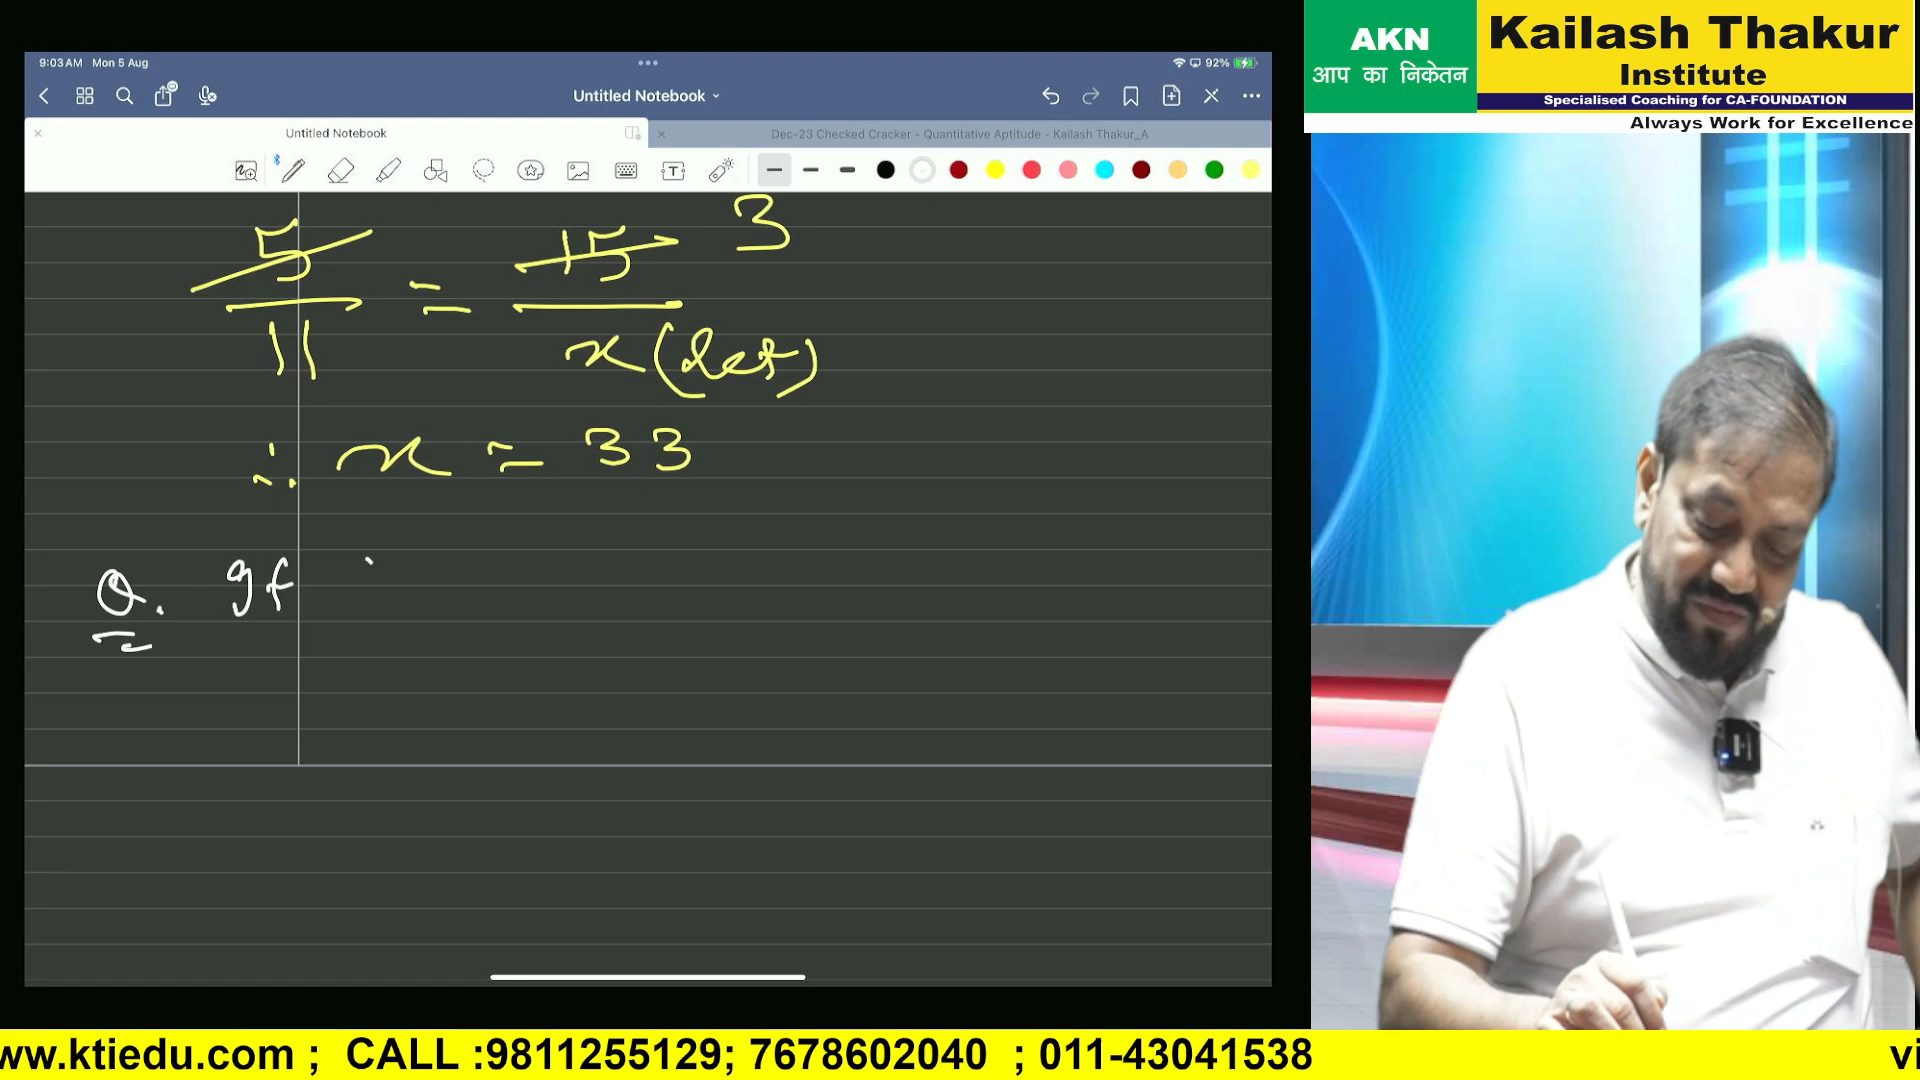 9:03 AM Mon 5 Aug
92%
Untitled Notebook
Untitled Notebook
Dec-23 Checked Cracker - Quantitative Aptitude - Kailash Thakur_A
T
5/11 = 15/x (let) 3
∴ x = 33
Q. If
AKN
आप का निकेतन
Kailash Thakur
Institute
Specialised Coaching for CA-FOUNDATION
Always Work for Excellence
ww.ktiedu.com ; CALL :9811255129; 7678602040 ; 011-43041538 vi